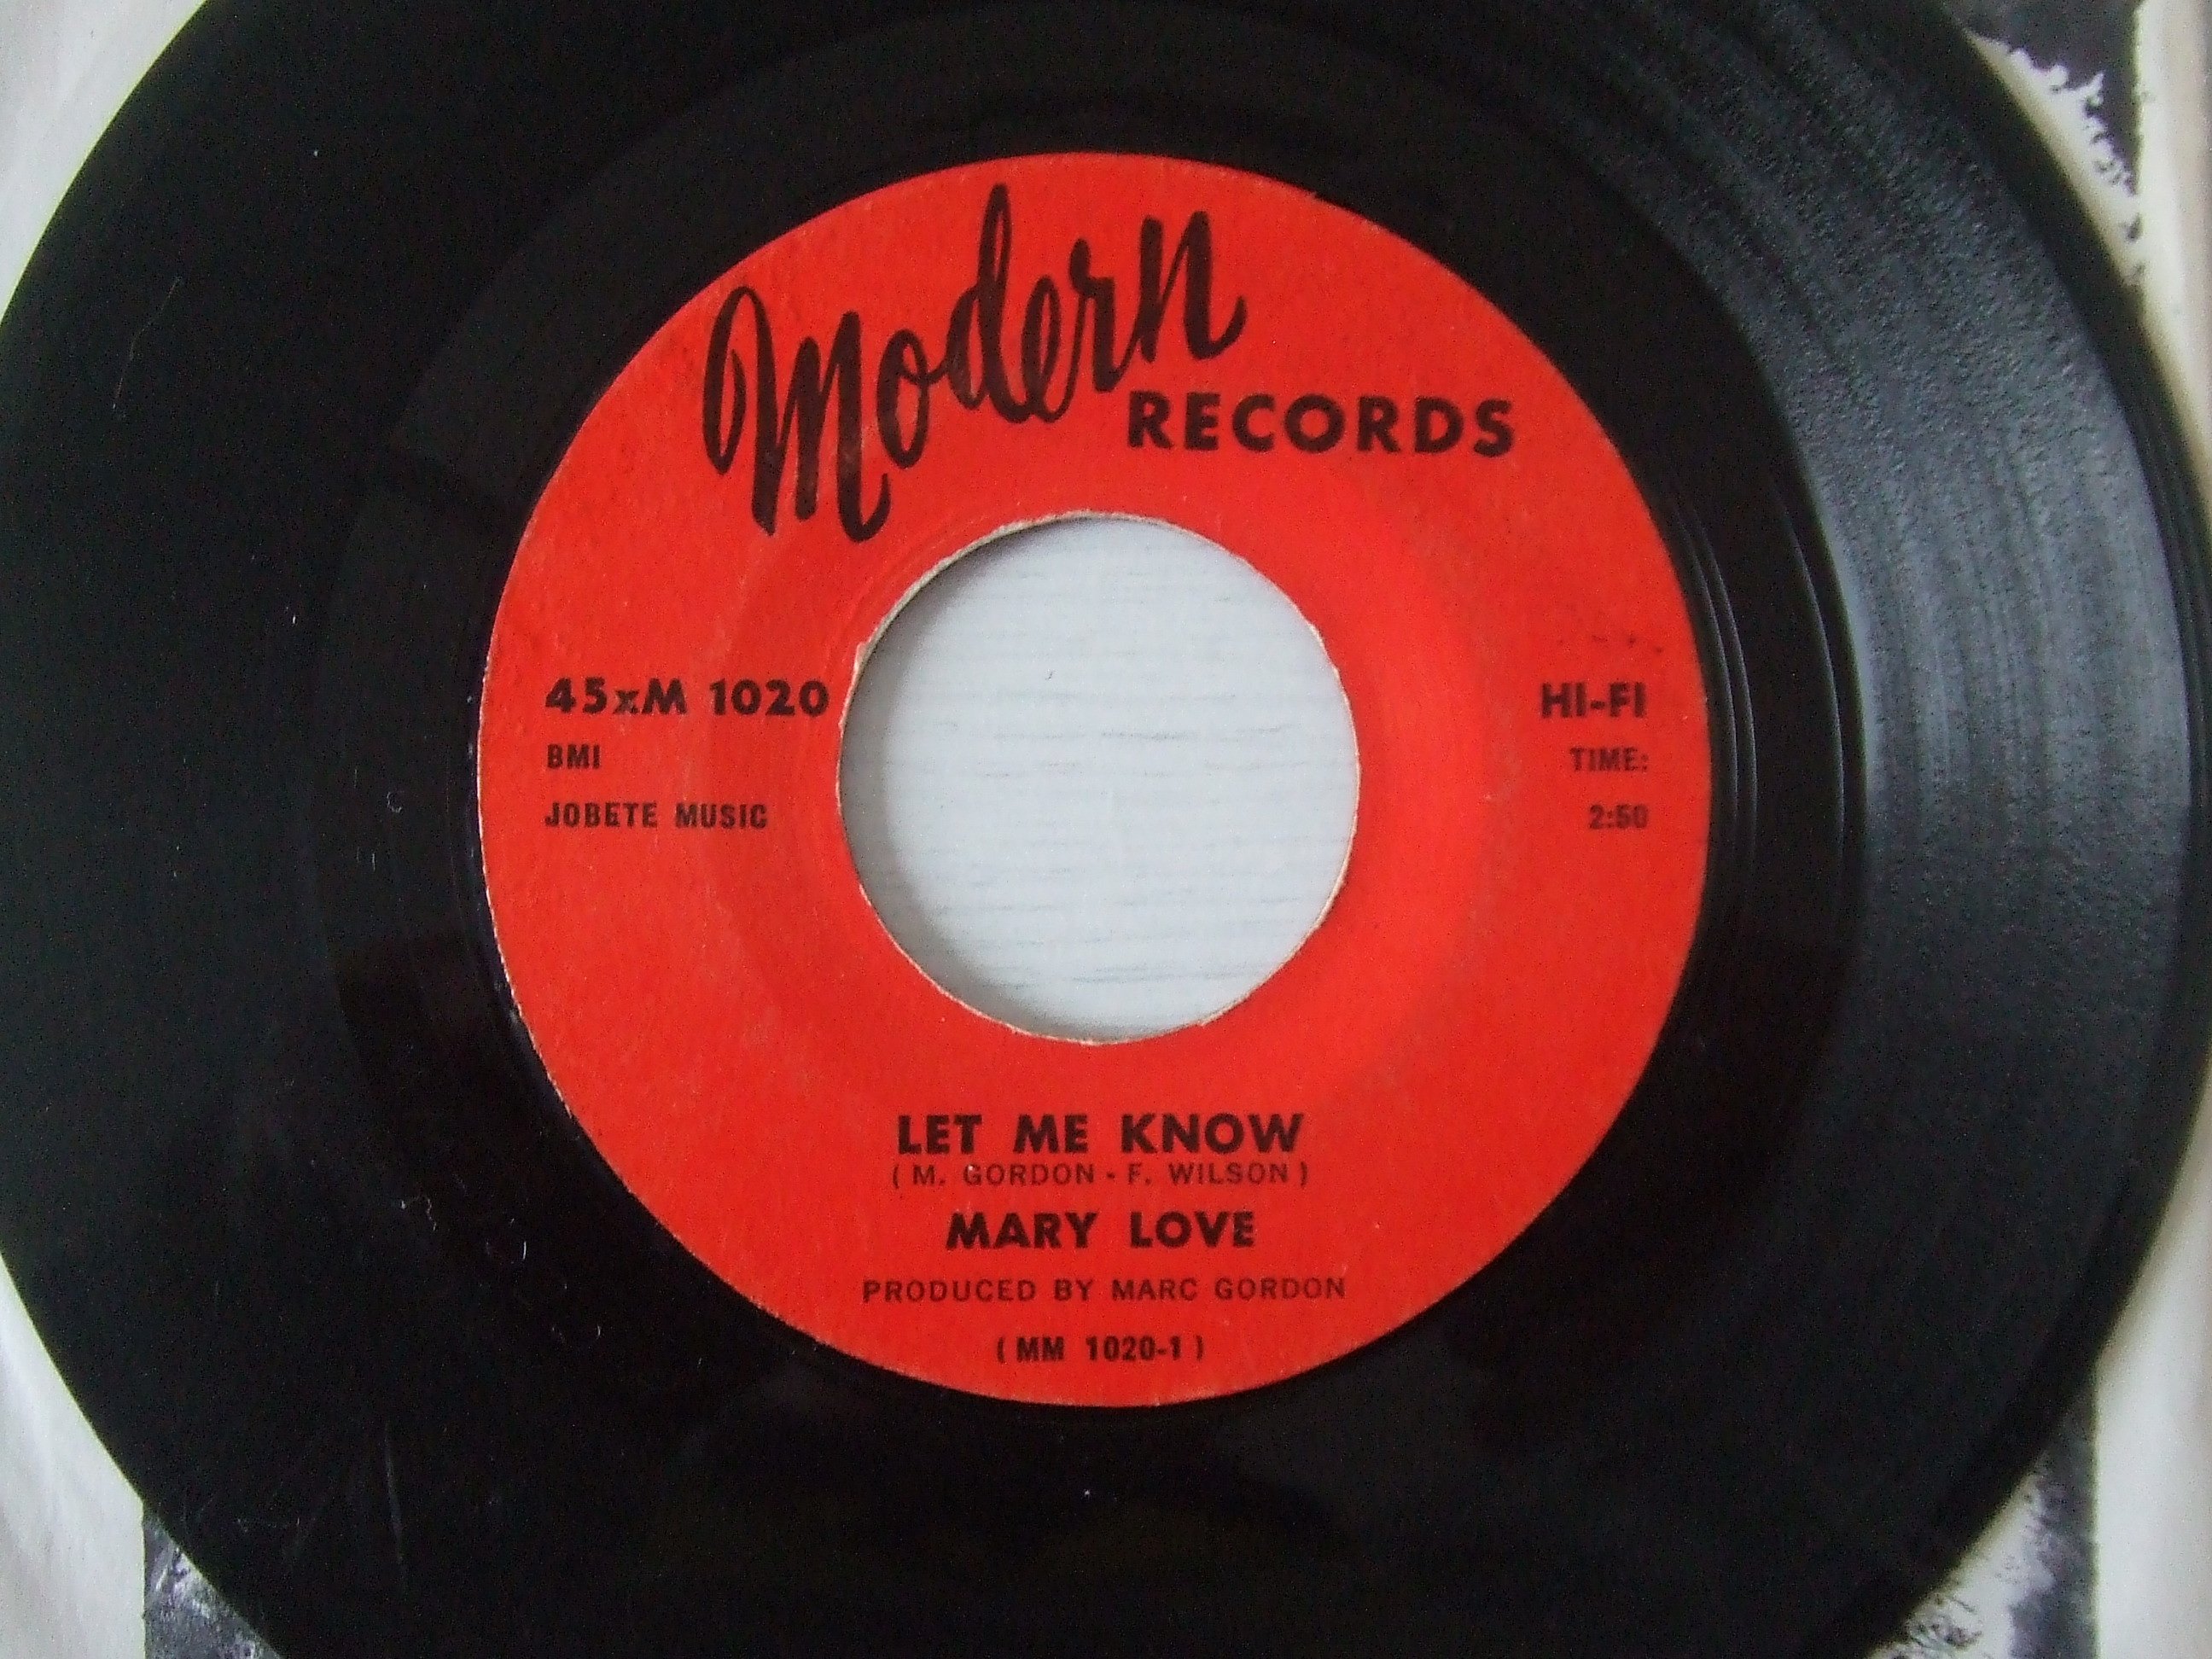 Modern
RECORDS
45xM 1020
BMI
JOBETE MUSIC
HI-FI
TIME:
2:50
LET ME KNOW
( M. GORDON - F. WILSON )
MARY LOVE
PRODUCED BY MARC GORDON
( MM 1020-1 )